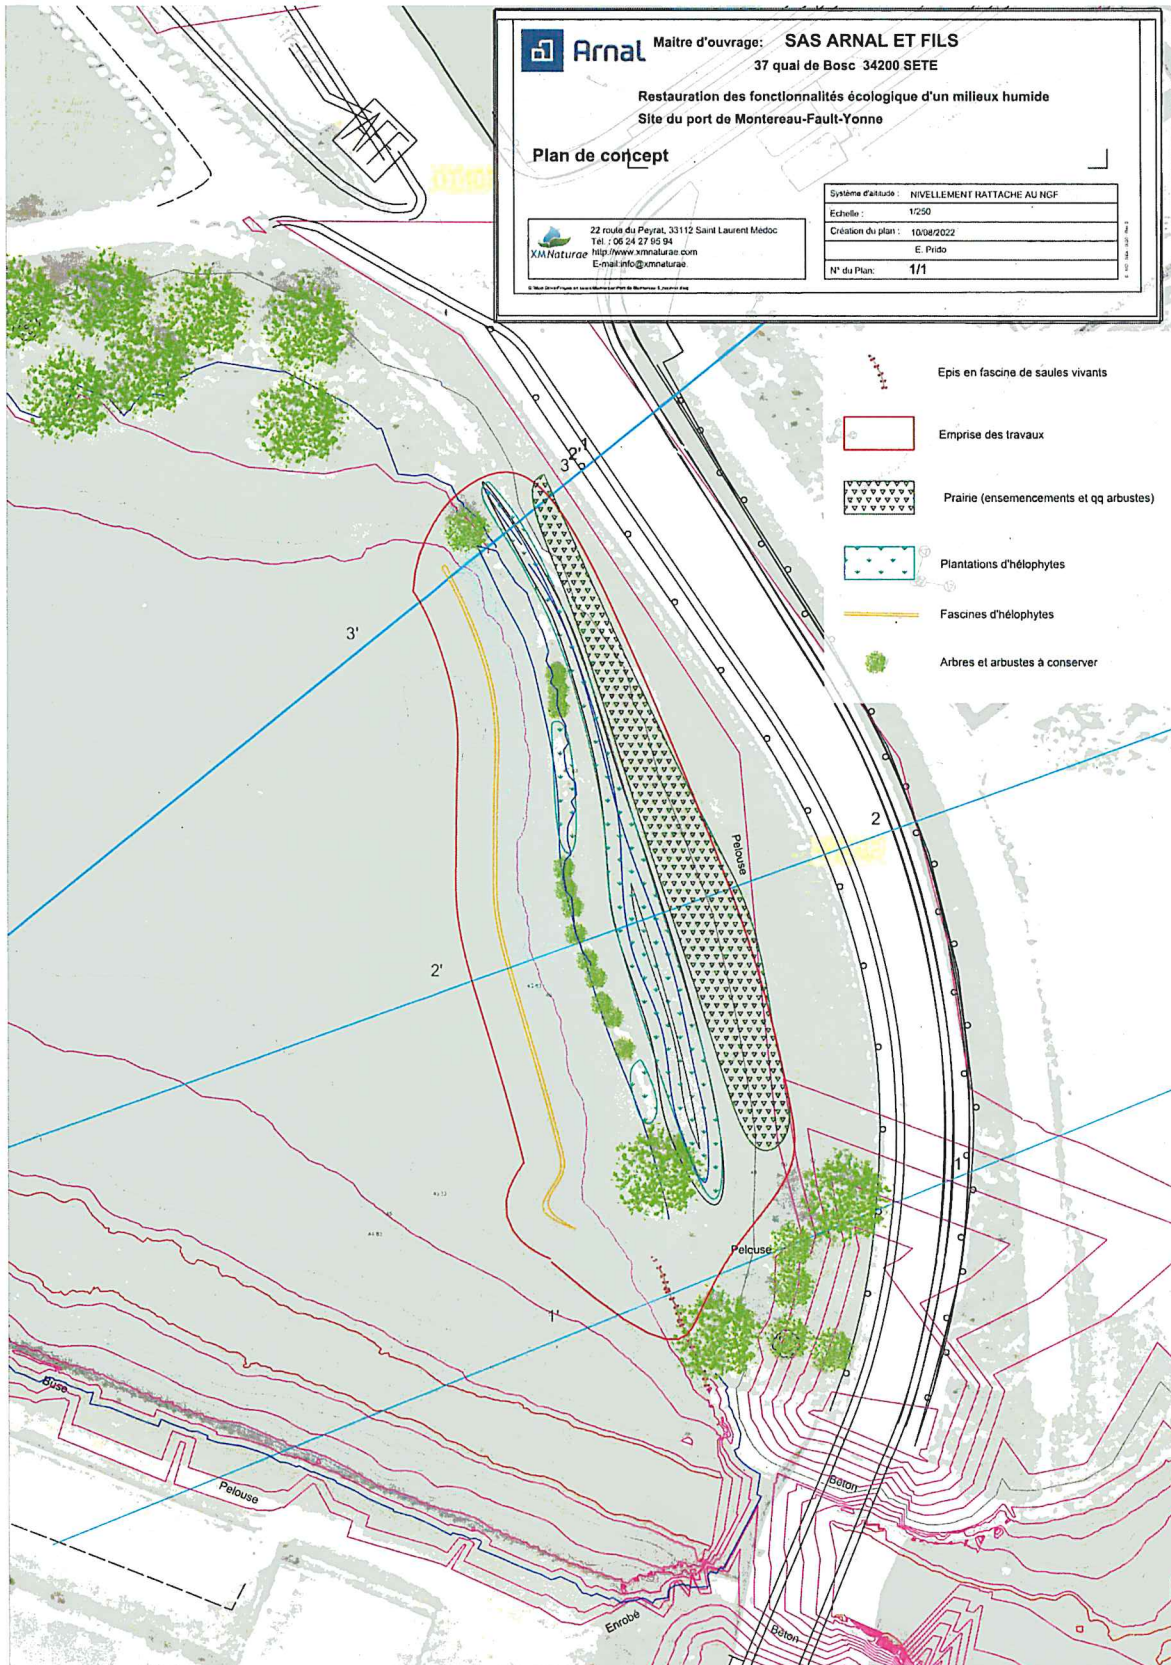 Arnal
Maitre d'ouvrage: SAS ARNAL ET FILS
37 quai de Bosc 34200 SETE
Restauration des fonctionnalités écologique d'un milieux humide
Site du port de Montereau-Fault-Yonne
Plan de concept
XMNaturae
22 route du Peyrat, 33112 Saint Laurent Médoc
Tél. : 06 24 27 95 94
http://www.xmnaturae.com
E-mail:info@xmnaturae.
Système d'altitude : NIVELLEMENT RATTACHE AU NGF
Echelle : 1/250
Création du plan : 10/08/2022
E. Prido
N° du Plan: 1/1
Epis en fascine de saules vivants
Emprise des travaux
Prairie (ensemencements et qq arbustes)
Plantations d'hélophytes
Fascines d'hélophytes
Arbres et arbustes à conserver
1
2'
3
3'
2
Pelouse
2'
1
Pelouse
1'
Buse
Pelouse
Béton
Enrobé
Béton